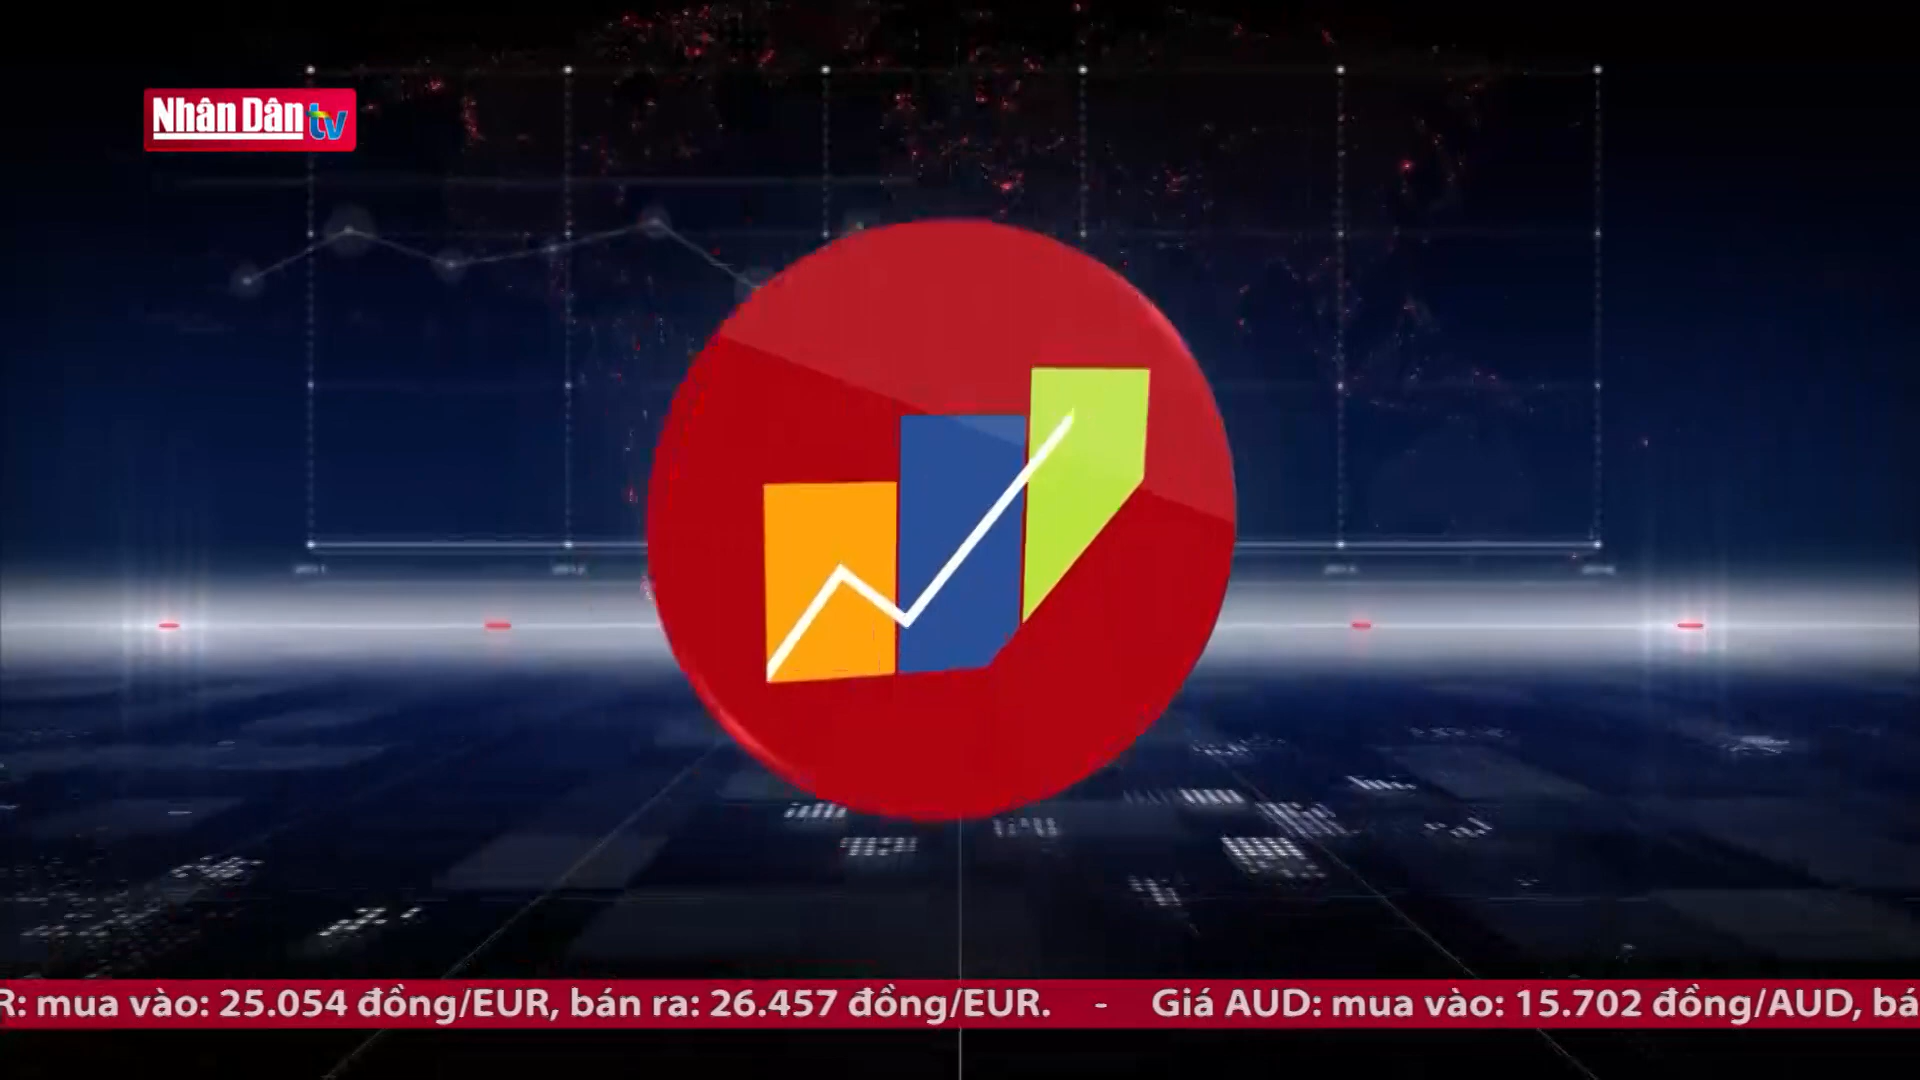 Nhân Dân tv
R: mua vào: 25.054 đồng/EUR, bán ra: 26.457 đồng/EUR. - Giá AUD: mua vào: 15.702 đồng/AUD, bá